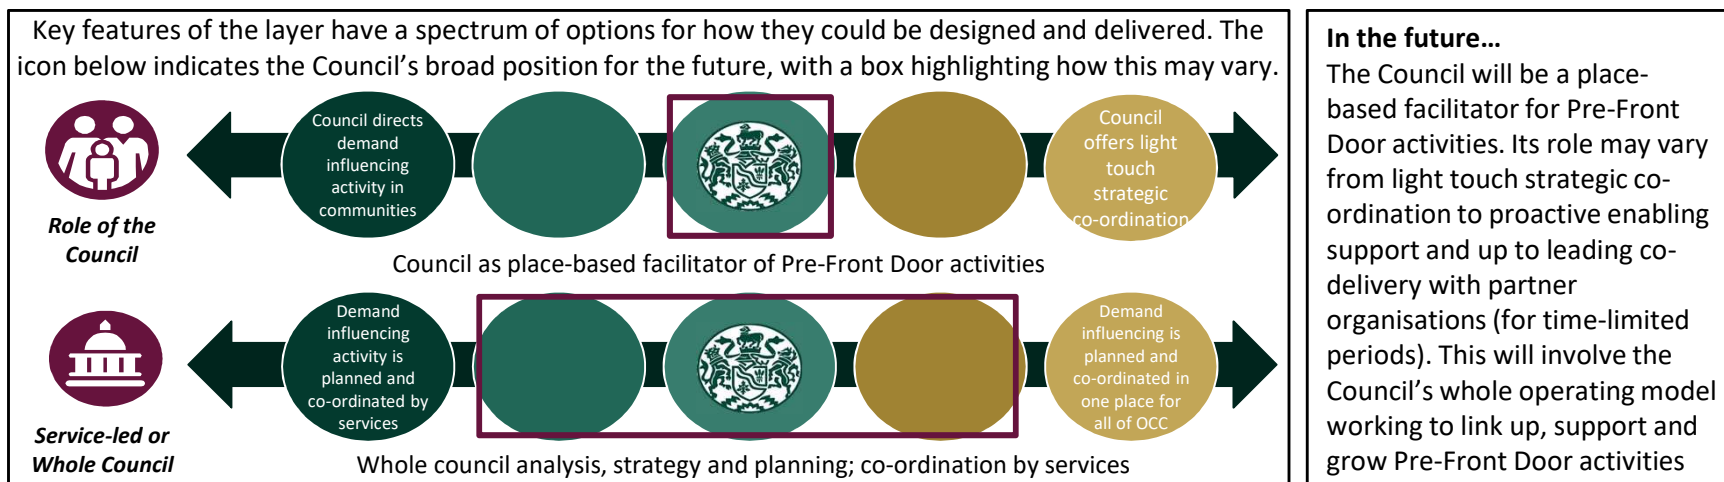 Key features of the layer have a spectrum of options for how they could be designed and delivered. The
icon below indicates the Council's broad position for the future, with a box highlighting how this may vary.
Role of the
Council
Council directs
demand
influencing
activity in
communities
Council
offers light
touch
strategic
co-ordination
Council as place-based facilitator of Pre-Front Door activities
Service-led or
Whole Council
Demand
influencing
activity is
planned and
co-ordinated by
services
Demand
influencing is
planned and
co-ordinated in
one place for
all of OCC
Whole council analysis, strategy and planning; co-ordination by services
In the future…
The Council will be a place-
based facilitator for Pre-Front
Door activities. Its role may vary
from light touch strategic co-
ordination to proactive enabling
support and up to leading co-
delivery with partner
organisations (for time-limited
periods). This will involve the
Council's whole operating model
working to link up, support and
grow Pre-Front Door activities